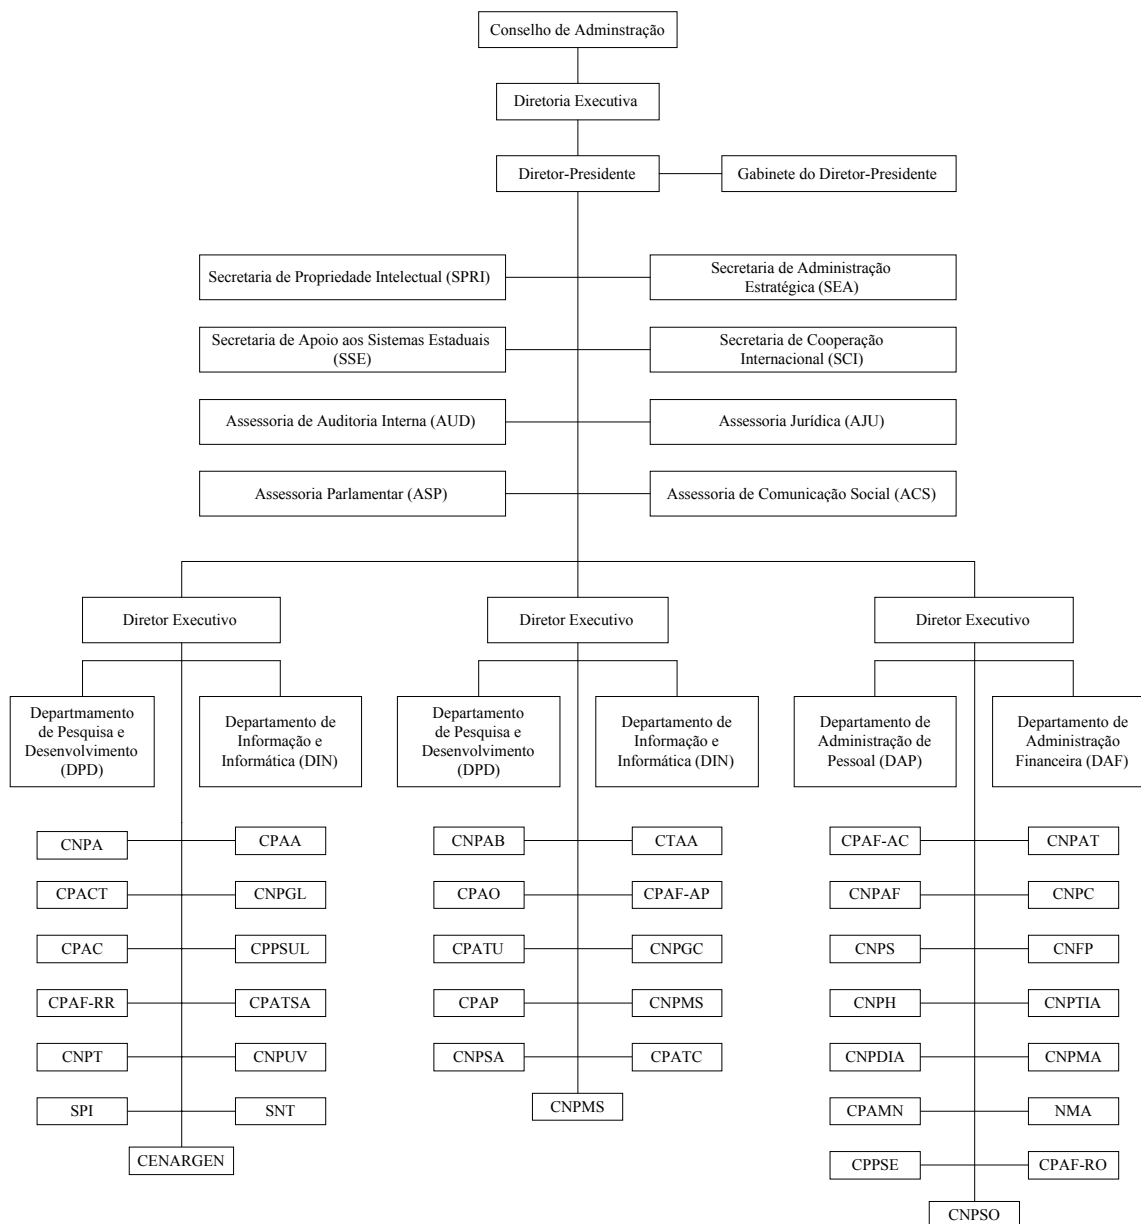 Conselho de Adminstração
Diretoria Executiva
Diretor-Presidente
Gabinete do Diretor-Presidente
Secretaria de Propriedade Intelectual (SPRI)
Secretaria de Administração
Estratégica (SEA)
Secretaria de Apoio aos Sistemas Estaduais
(SSE)
Secretaria de Cooperação
Internacional (SCI)
Assessoria de Auditoria Interna (AUD)
Assessoria Jurídica (AJU)
Assessoria Parlamentar (ASP)
Assessoria de Comunicação Social (ACS)
Diretor Executivo
Diretor Executivo
Diretor Executivo
Departmamento
de Pesquisa e
Desenvolvimento
(DPD)
Departamento de
Informação e
Informática (DIN)
Departamento
de Pesquisa e
Desenvolvimento
(DPD)
Departamento de
Informação e
Informática (DIN)
Departamento de
Administração de
Pessoal (DAP)
Departamento de
Administração
Financeira (DAF)
CNPA
CPAA
CPACT
CNPGL
CPAC
CPPSUL
CPAF-RR
CPATSA
CNPT
CNPUV
SPI
SNT
CENARGEN
CNPAB
CTAA
CPAO
CPAF-AP
CPATU
CNPGC
CPAP
CNPMS
CNPSA
CPATC
CNPMS
CPAF-AC
CNPAT
CNPAF
CNPC
CNPS
CNFP
CNPH
CNPTIA
CNPDIA
CNPMA
CPAMN
NMA
CPPSE
CPAF-RO
CNPSO